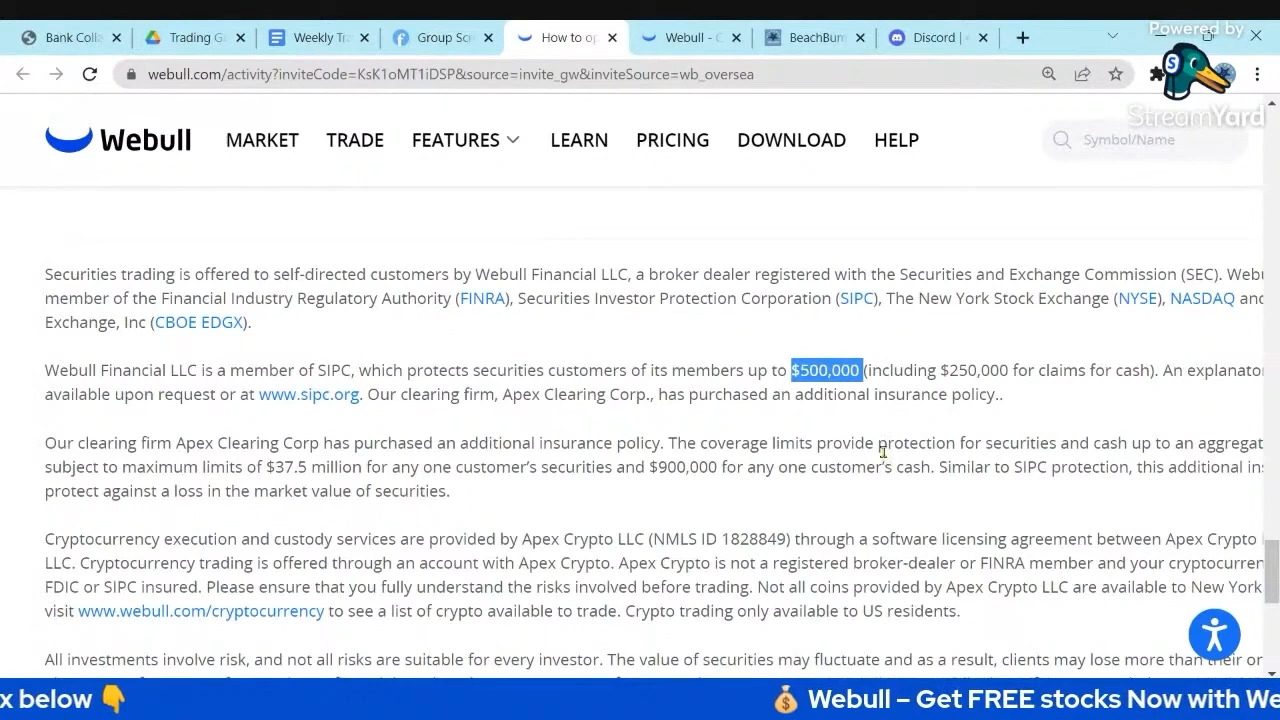 Powered by
Bank Colla
Trading G
Weekly Tra
Group Sc
How to op
Webull - C
BeachBum
Discord |
webull.com/activity?inviteCode=KsK1oMT1iDSP&source=invite_gw&inviteSource=wb_oversea
StreamYard
Webull MARKET TRADE FEATURES LEARN PRICING DOWNLOAD HELP Symbol/Name
Securities trading is offered to self-directed customers by Webull Financial LLC, a broker dealer registered with the Securities and Exchange Commission (SEC). Webu
member of the Financial Industry Regulatory Authority (FINRA), Securities Investor Protection Corporation (SIPC), The New York Stock Exchange (NYSE), NASDAQ and
Exchange, Inc (CBOE EDGX).
Webull Financial LLC is a member of SIPC, which protects securities customers of its members up to $500,000 (including $250,000 for claims for cash). An explanator
available upon request or at www.sipc.org. Our clearing firm, Apex Clearing Corp., has purchased an additional insurance policy..
Our clearing firm Apex Clearing Corp has purchased an additional insurance policy. The coverage limits provide protection for securities and cash up to an aggregat
subject to maximum limits of $37.5 million for any one customer's securities and $900,000 for any one customer's cash. Similar to SIPC protection, this additional in
protect against a loss in the market value of securities.
Cryptocurrency execution and custody services are provided by Apex Crypto LLC (NMLS ID 1828849) through a software licensing agreement between Apex Crypto
LLC. Cryptocurrency trading is offered through an account with Apex Crypto. Apex Crypto is not a registered broker-dealer or FINRA member and your cryptocurren
FDIC or SIPC insured. Please ensure that you fully understand the risks involved before trading. Not all coins provided by Apex Crypto LLC are available to New York
visit www.webull.com/cryptocurrency to see a list of crypto available to trade. Crypto trading only available to US residents.
All investments involve risk, and not all risks are suitable for every investor. The value of securities may fluctuate and as a result, clients may lose more than their or
x below 👇 💰 Webull – Get FREE stocks Now with We